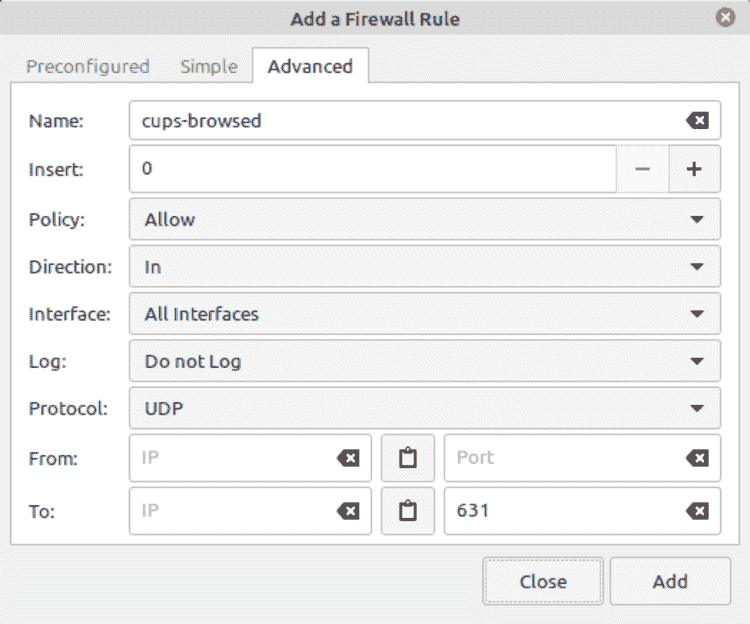 Add a Firewall Rule
Preconfigured Simple Advanced
Name: cups-browsed
Insert: 0
Policy: Allow
Direction: In
Interface: All Interfaces
Log: Do not Log
Protocol: UDP
From: IP Port
To: IP 631
Close Add